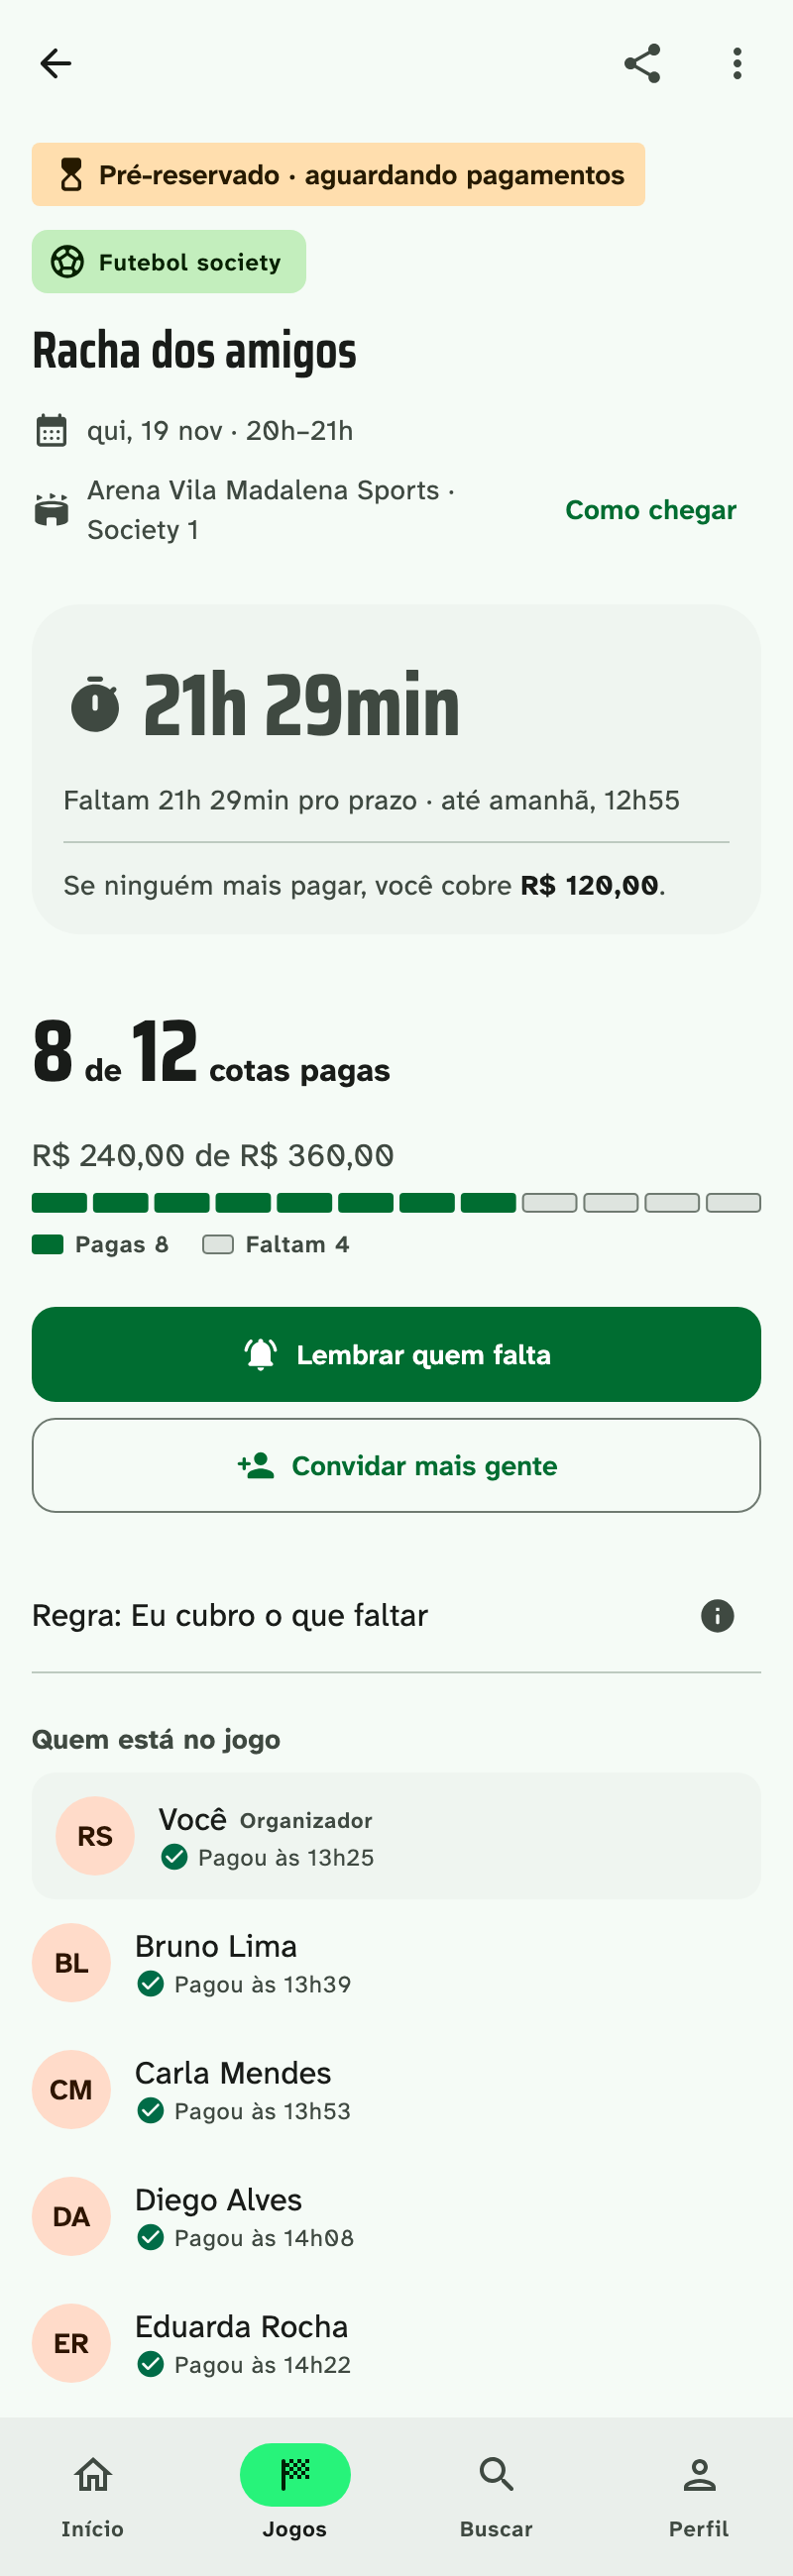 Pré-reservado · aguardando pagamentos
Futebol society
Racha dos amigos
qui, 19 nov · 20h–21h
Arena Vila Madalena Sports ·
Society 1
Como chegar
21h 29min
Faltam 21h 29min pro prazo · até amanhã, 12h55
Se ninguém mais pagar, você cobre R$ 120,00.
8 de 12 cotas pagas
R$ 240,00 de R$ 360,00
Pagas 8 Faltam 4
Lembrar quem falta
Convidar mais gente
Regra: Eu cubro o que faltar
Quem está no jogo
RS Você Organizador
Pagou às 13h25
BL Bruno Lima
Pagou às 13h39
CM Carla Mendes
Pagou às 13h53
DA Diego Alves
Pagou às 14h08
ER Eduarda Rocha
Pagou às 14h22
Início Jogos Buscar Perfil